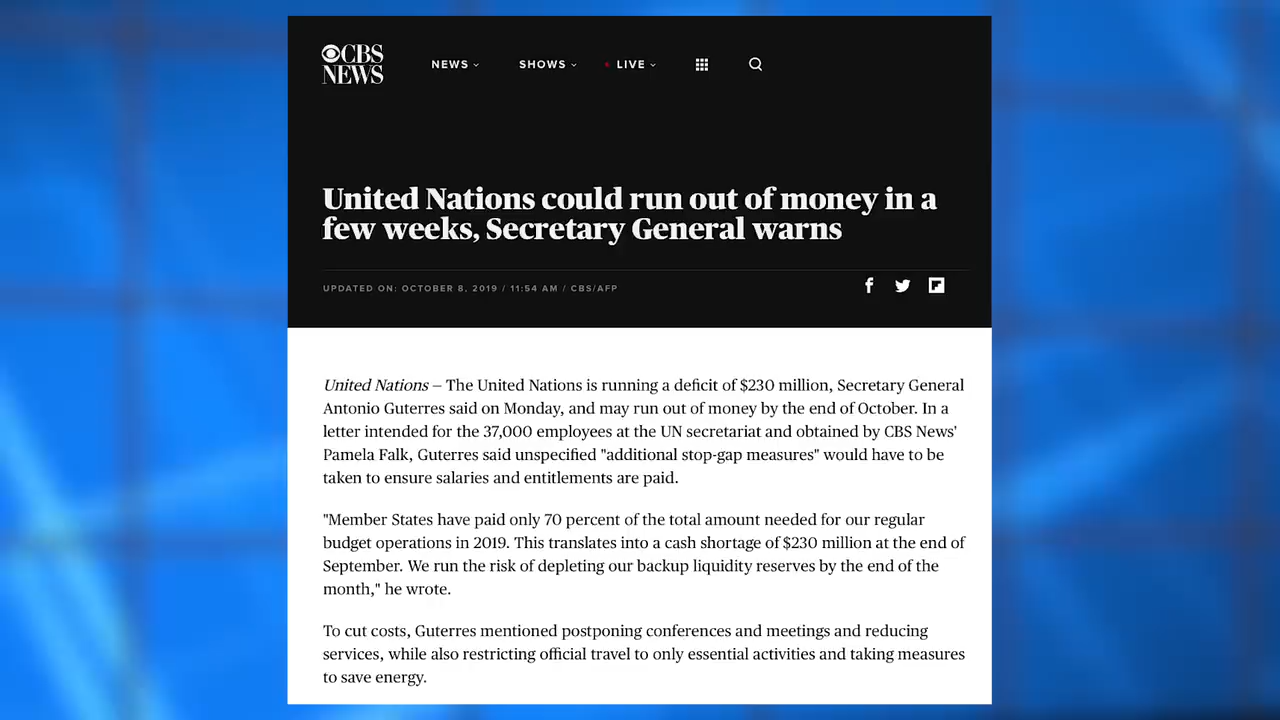 CBS NEWS
NEWS
SHOWS
LIVE
United Nations could run out of money in a
few weeks, Secretary General warns
UPDATED ON: OCTOBER 8, 2019 / 11:54 AM / CBS/AFP
United Nations — The United Nations is running a deficit of $230 million, Secretary General
Antonio Guterres said on Monday, and may run out of money by the end of October. In a
letter intended for the 37,000 employees at the UN secretariat and obtained by CBS News'
Pamela Falk, Guterres said unspecified "additional stop-gap measures" would have to be
taken to ensure salaries and entitlements are paid.
"Member States have paid only 70 percent of the total amount needed for our regular
budget operations in 2019. This translates into a cash shortage of $230 million at the end of
September. We run the risk of depleting our backup liquidity reserves by the end of the
month," he wrote.
To cut costs, Guterres mentioned postponing conferences and meetings and reducing
services, while also restricting official travel to only essential activities and taking measures
to save energy.